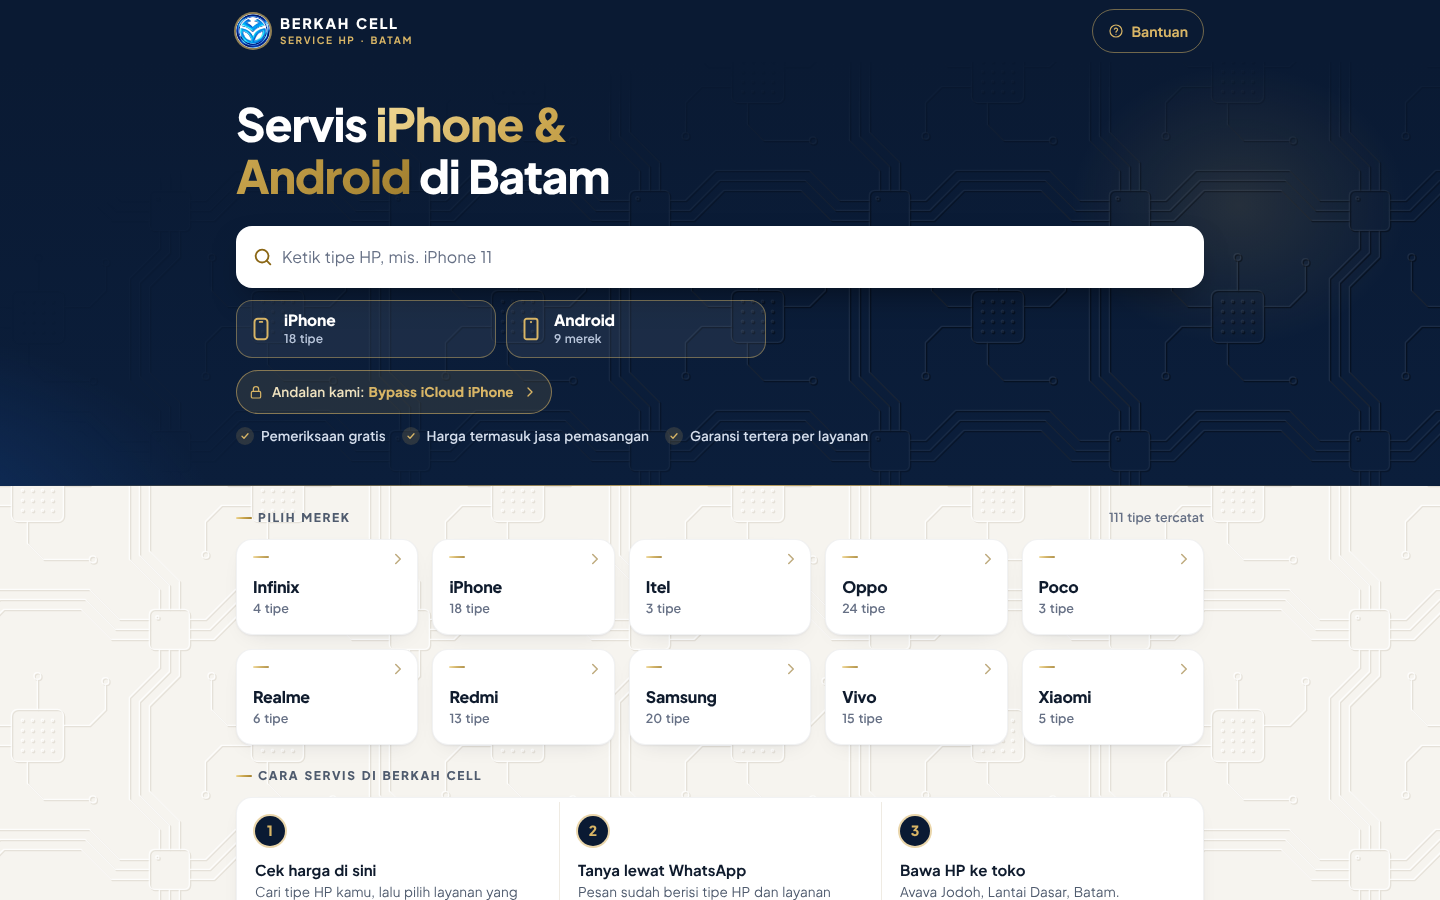 BERKAH CELL
SERVICE HP · BATAM
Bantuan
Servis iPhone &
Android di Batam
Ketik tipe HP, mis. iPhone 11
iPhone
18 tipe
Android
9 merek
Andalan kami: Bypass iCloud iPhone
Pemeriksaan gratis
Harga termasuk jasa pemasangan
Garansi tertera per layanan
PILIH MEREK
111 tipe tercatat
Infinix
4 tipe
iPhone
18 tipe
Itel
3 tipe
Oppo
24 tipe
Poco
3 tipe
Realme
6 tipe
Redmi
13 tipe
Samsung
20 tipe
Vivo
15 tipe
Xiaomi
5 tipe
CARA SERVIS DI BERKAH CELL
1
Cek harga di sini
Cari tipe HP kamu, lalu pilih layanan yang
2
Tanya lewat WhatsApp
Pesan sudah berisi tipe HP dan layanan
3
Bawa HP ke toko
Avava Jodoh, Lantai Dasar, Batam.